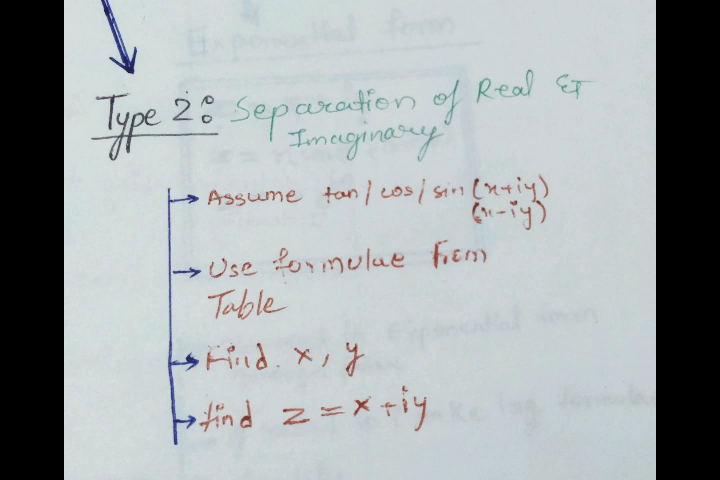 Type 2: Separation of Real &
Imaginary
Assume tan/cos/sin (x+iy)
(x-iy)
Use formulae from
Table
Find. x, y
find z = x+iy